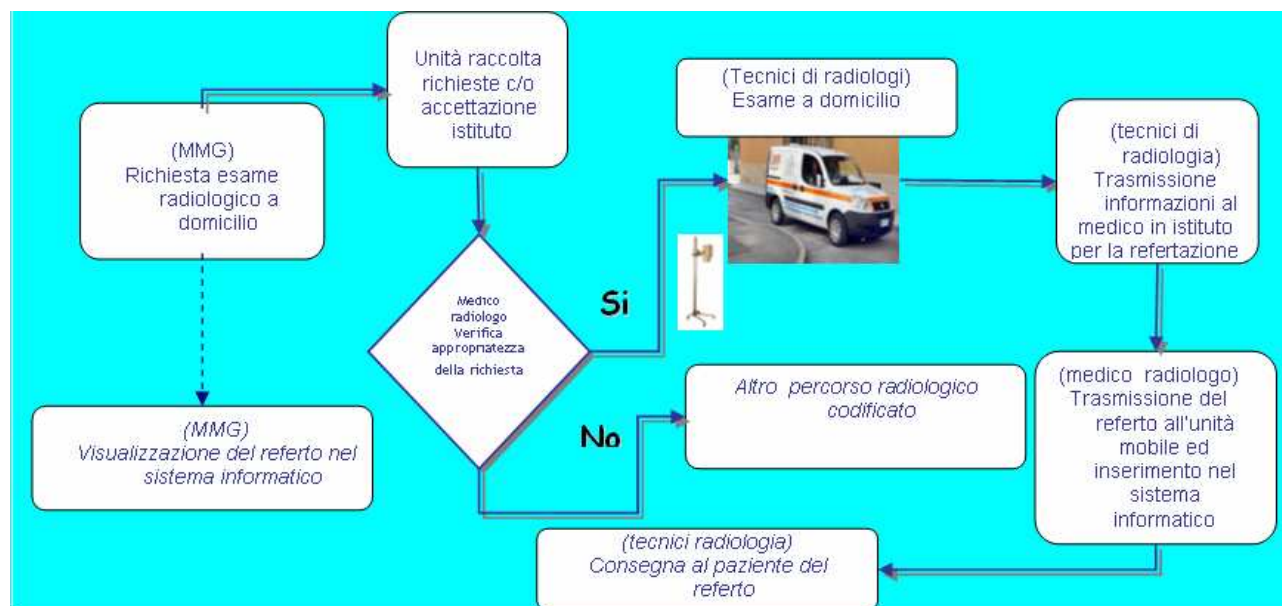 (MMG)
Richiesta esame
radiologico a
domicilio
Unità raccolta
richieste c/o
accettazione
istituto
Medico
radiologo
Verifica
appropriatezza
della richiesta
Si
(Tecnici di radiologi)
Esame a domicilio
(tecnici di
radiologia)
Trasmissione
informazioni al
medico in istituto
per la refertazione
(medico radiologo)
Trasmissione del
referto all'unità
mobile ed
inserimento nel
sistema
informatico
(tecnici radiologia)
Consegna al paziente del
referto
No
Altro percorso radiologico
codificato
(MMG)
Visualizzazione del referto nel
sistema informatico